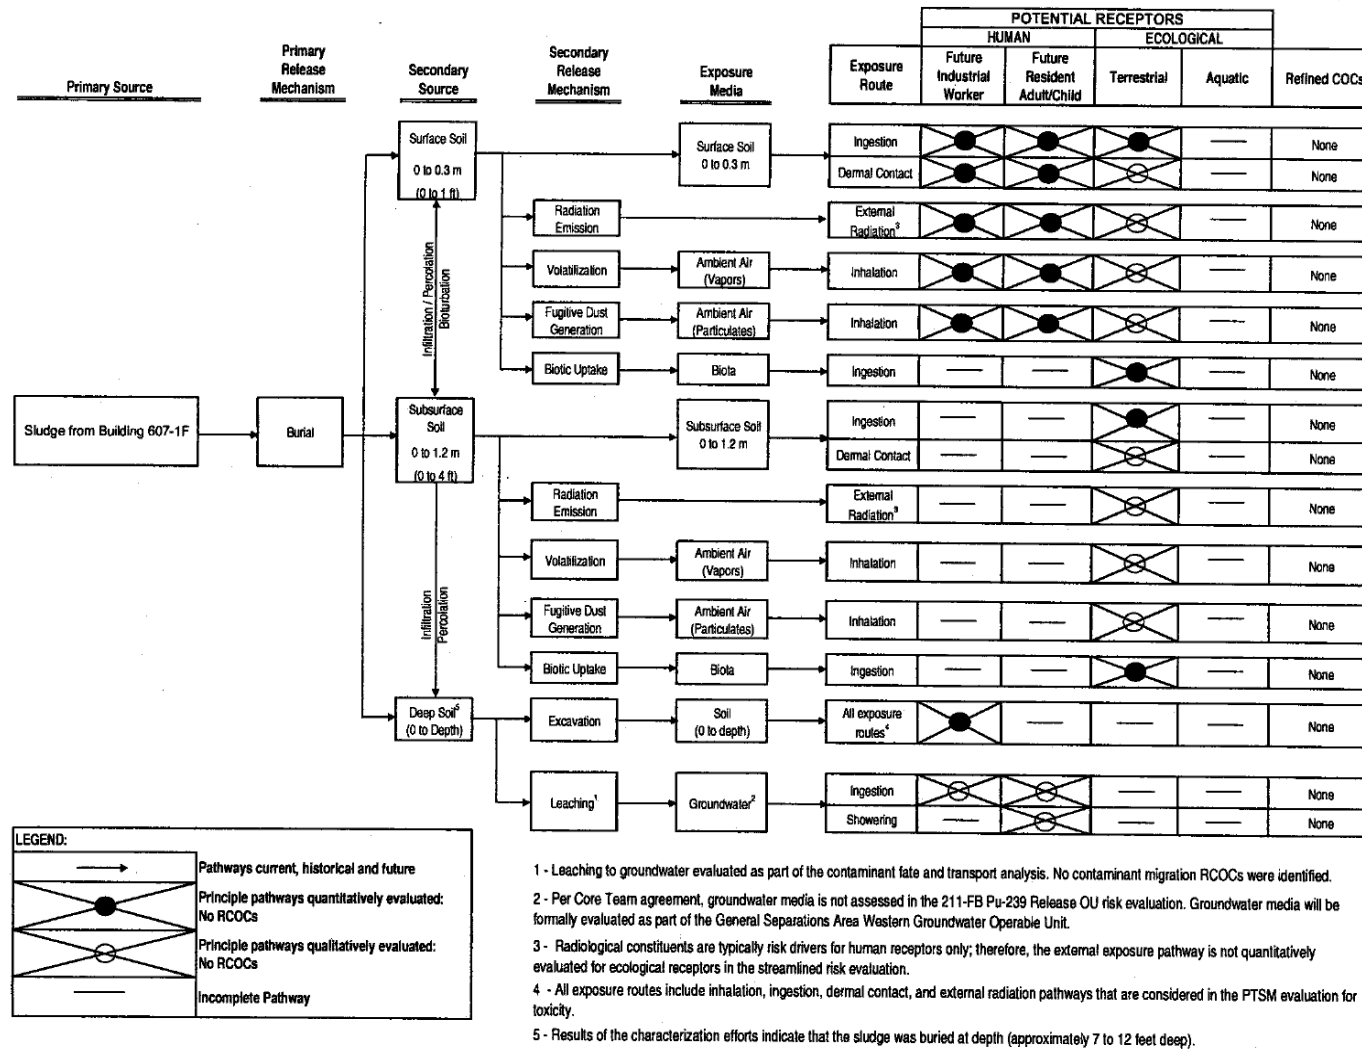 POTENTIAL RECEPTORS
HUMAN ECOLOGICAL
Primary Source
Primary
Release
Mechanism
Secondary
Source
Secondary
Release
Mechanism
Exposure
Media
Exposure
Route
Future
Industrial
Worker
Future
Resident
Adult/Child
Terrestrial
Aquatic
Refined COCs
Surface Soil
0 to 0.3 m
(0 to 1 ft)
Surface Soil
0 to 0.3 m
Ingestion
None
Dermal Contact
None
Radiation
Emission
External
Radiation³
None
Volatilization
Ambient Air
(Vapors)
Inhalation
None
Infiltration / Percolation
Bioturbation
Fugitive Dust
Generation
Ambient Air
(Particulates)
Inhalation
None
Biotic Uptake
Biota
Ingestion
None
Sludge from Building 607-1F
Burial
Subsurface
Soil
0 to 1.2 m
(0 to 4 ft)
Subsurface Soil
0 to 1.2 m
Ingestion
None
Dermal Contact
None
Radiation
Emission
External
Radiation³
None
Volatilization
Ambient Air
(Vapors)
Inhalation
None
Infiltration
Percolation
Fugitive Dust
Generation
Ambient Air
(Particulates)
Inhalation
None
Biotic Uptake
Biota
Ingestion
None
Deep Soil⁵
(0 to Depth)
Excavation
Soil
(0 to depth)
All exposure
routes⁴
None
Leaching¹
Groundwater²
Ingestion
None
Showering
None
LEGEND:
Pathways current, historical and future
Principle pathways quantitatively evaluated:
No RCOCs
Principle pathways qualitatively evaluated:
No RCOCs
Incomplete Pathway
1 - Leaching to groundwater evaluated as part of the contaminant fate and transport analysis. No contaminant migration RCOCs were identified.
2 - Per Core Team agreement, groundwater media is not assessed in the 211-FB Pu-239 Release OU risk evaluation. Groundwater media will be
formally evaluated as part of the General Separations Area Western Groundwater Operable Unit.
3 - Radiological constituents are typically risk drivers for human receptors only; therefore, the external exposure pathway is not quantitatively
evaluated for ecological receptors in the streamlined risk evaluation.
4 - All exposure routes include inhalation, ingestion, dermal contact, and external radiation pathways that are considered in the PTSM evaluation for
toxicity.
5 - Results of the characterization efforts indicate that the sludge was buried at depth (approximately 7 to 12 feet deep).